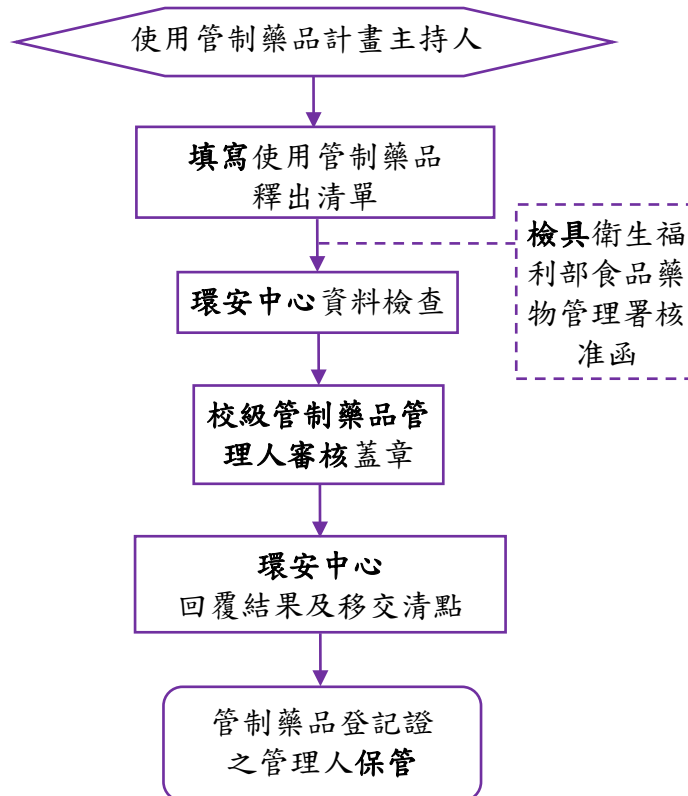 使用管制藥品計畫主持人
填寫使用管制藥品
釋出清單
檢具衛生福
利部食品藥
物管理署核
准函
環安中心資料檢查
校級管制藥品管
理人審核蓋章
環安中心
回覆結果及移交清點
管制藥品登記證
之管理人保管